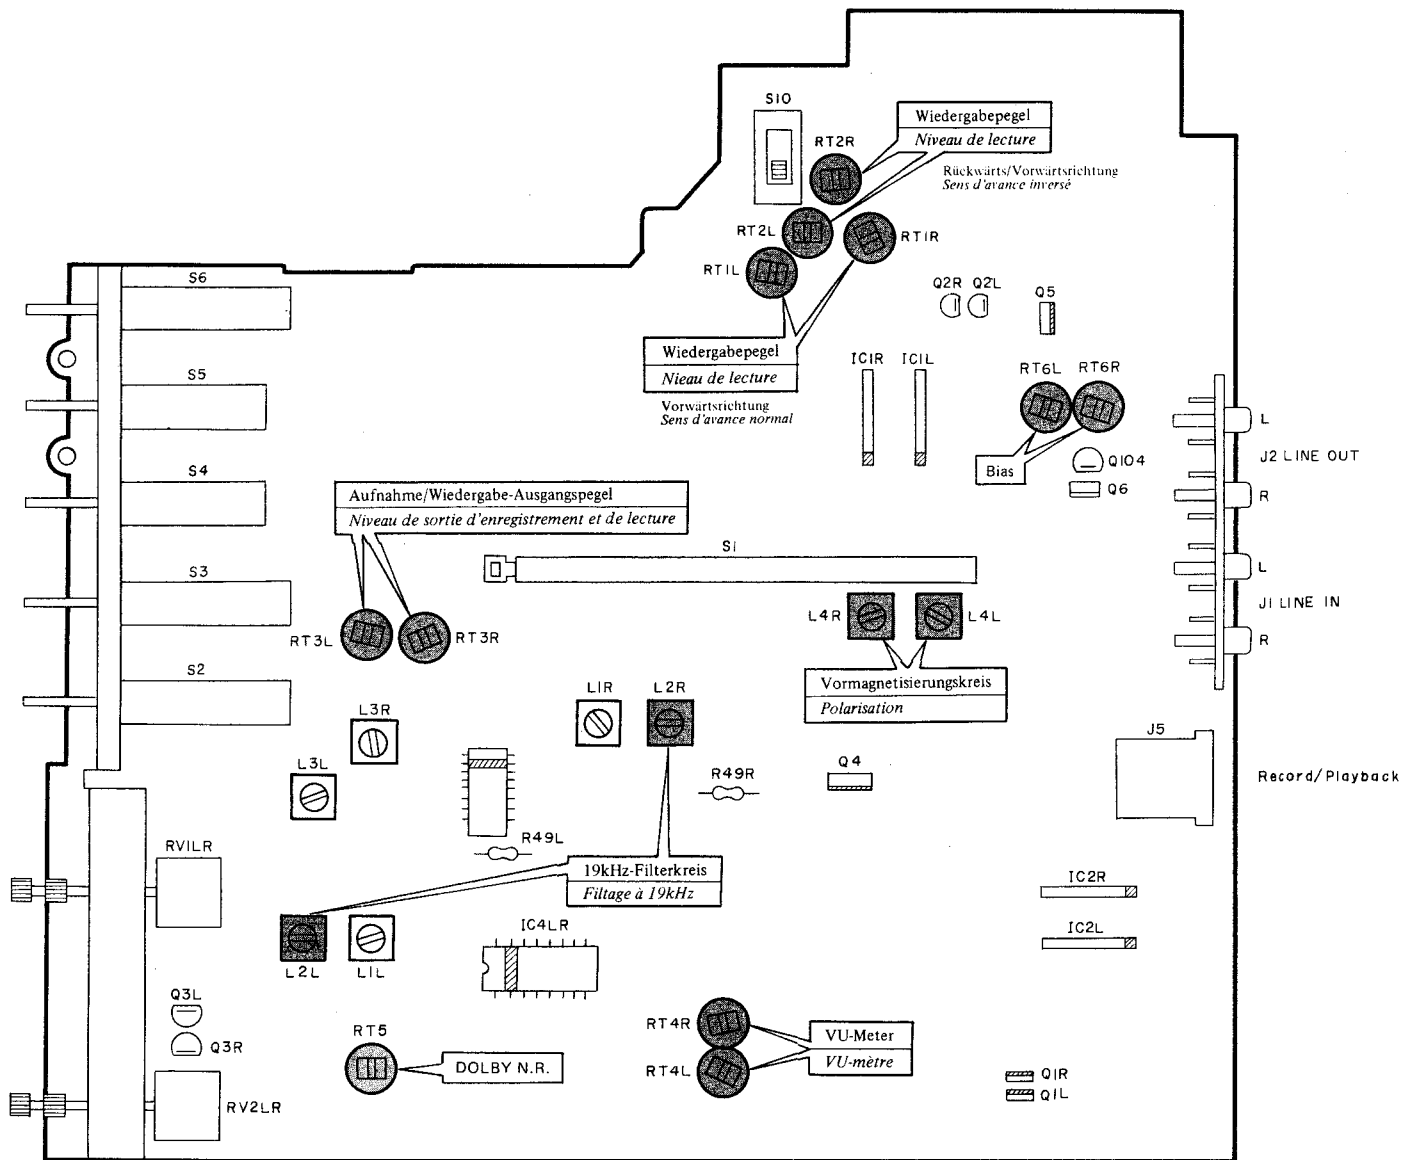 S10
Wiedergabepegel
Niveau de lecture
RT2R
Rückwärts/Vorwärtsrichtung
Sens d'avance inversé
RT2L
RT1R
RT1L
S6
Q2R
Q2L
Q5
Wiedergabepegel
Nieau de lecture
Vorwärtsrichtung
Sens d'avance normal
IC1R
IC1L
RT6L
RT6R
S5
L
J2 LINE OUT
Q104
Bias
Q6
R
S4
Aufnahme/Wiedergabe-Ausgangspegel
Niveau de sortie d'enregistrement et de lecture
S1
L
S3
J1 LINE IN
L4R
L4L
RT3L
RT3R
R
S2
Vormagnetisierungskreis
Polarisation
L1R
L2R
L3R
J5
L3L
Q4
R49R
Record/Playback
R49L
RV1LR
19kHz-Filterkreis
Filtage à 19kHz
IC2R
IC4LR
IC2L
L2L
L1L
Q3L
RT5
RT4R
VU-Meter
VU-mètre
Q3R
DOLBY N.R.
RT4L
Q1R
Q1L
RV2LR